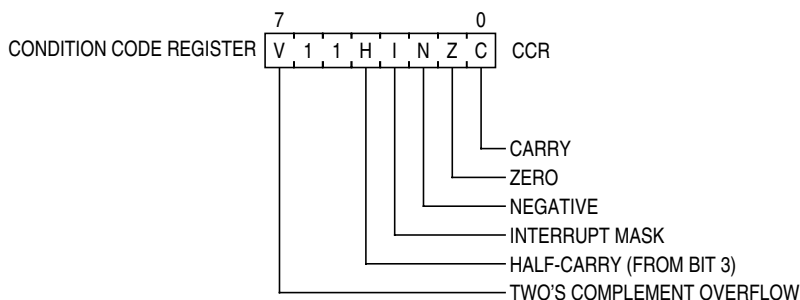 7 0
CONDITION CODE REGISTER V 1 1 H I N Z C CCR
CARRY
ZERO
NEGATIVE
INTERRUPT MASK
HALF-CARRY (FROM BIT 3)
TWO'S COMPLEMENT OVERFLOW